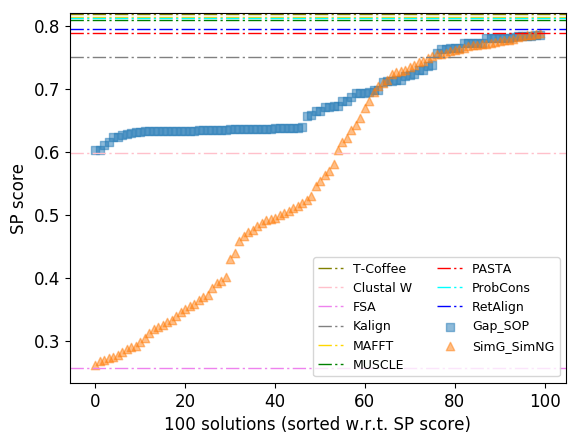 0.8
0.7
0.6
0.5
0.4
0.3
SP score
T-Coffee
Clustal W
FSA
Kalign
MAFFT
MUSCLE
PASTA
ProbCons
RetAlign
Gap_SOP
SimG_SimNG
0 20 40 60 80 100
100 solutions (sorted w.r.t. SP score)